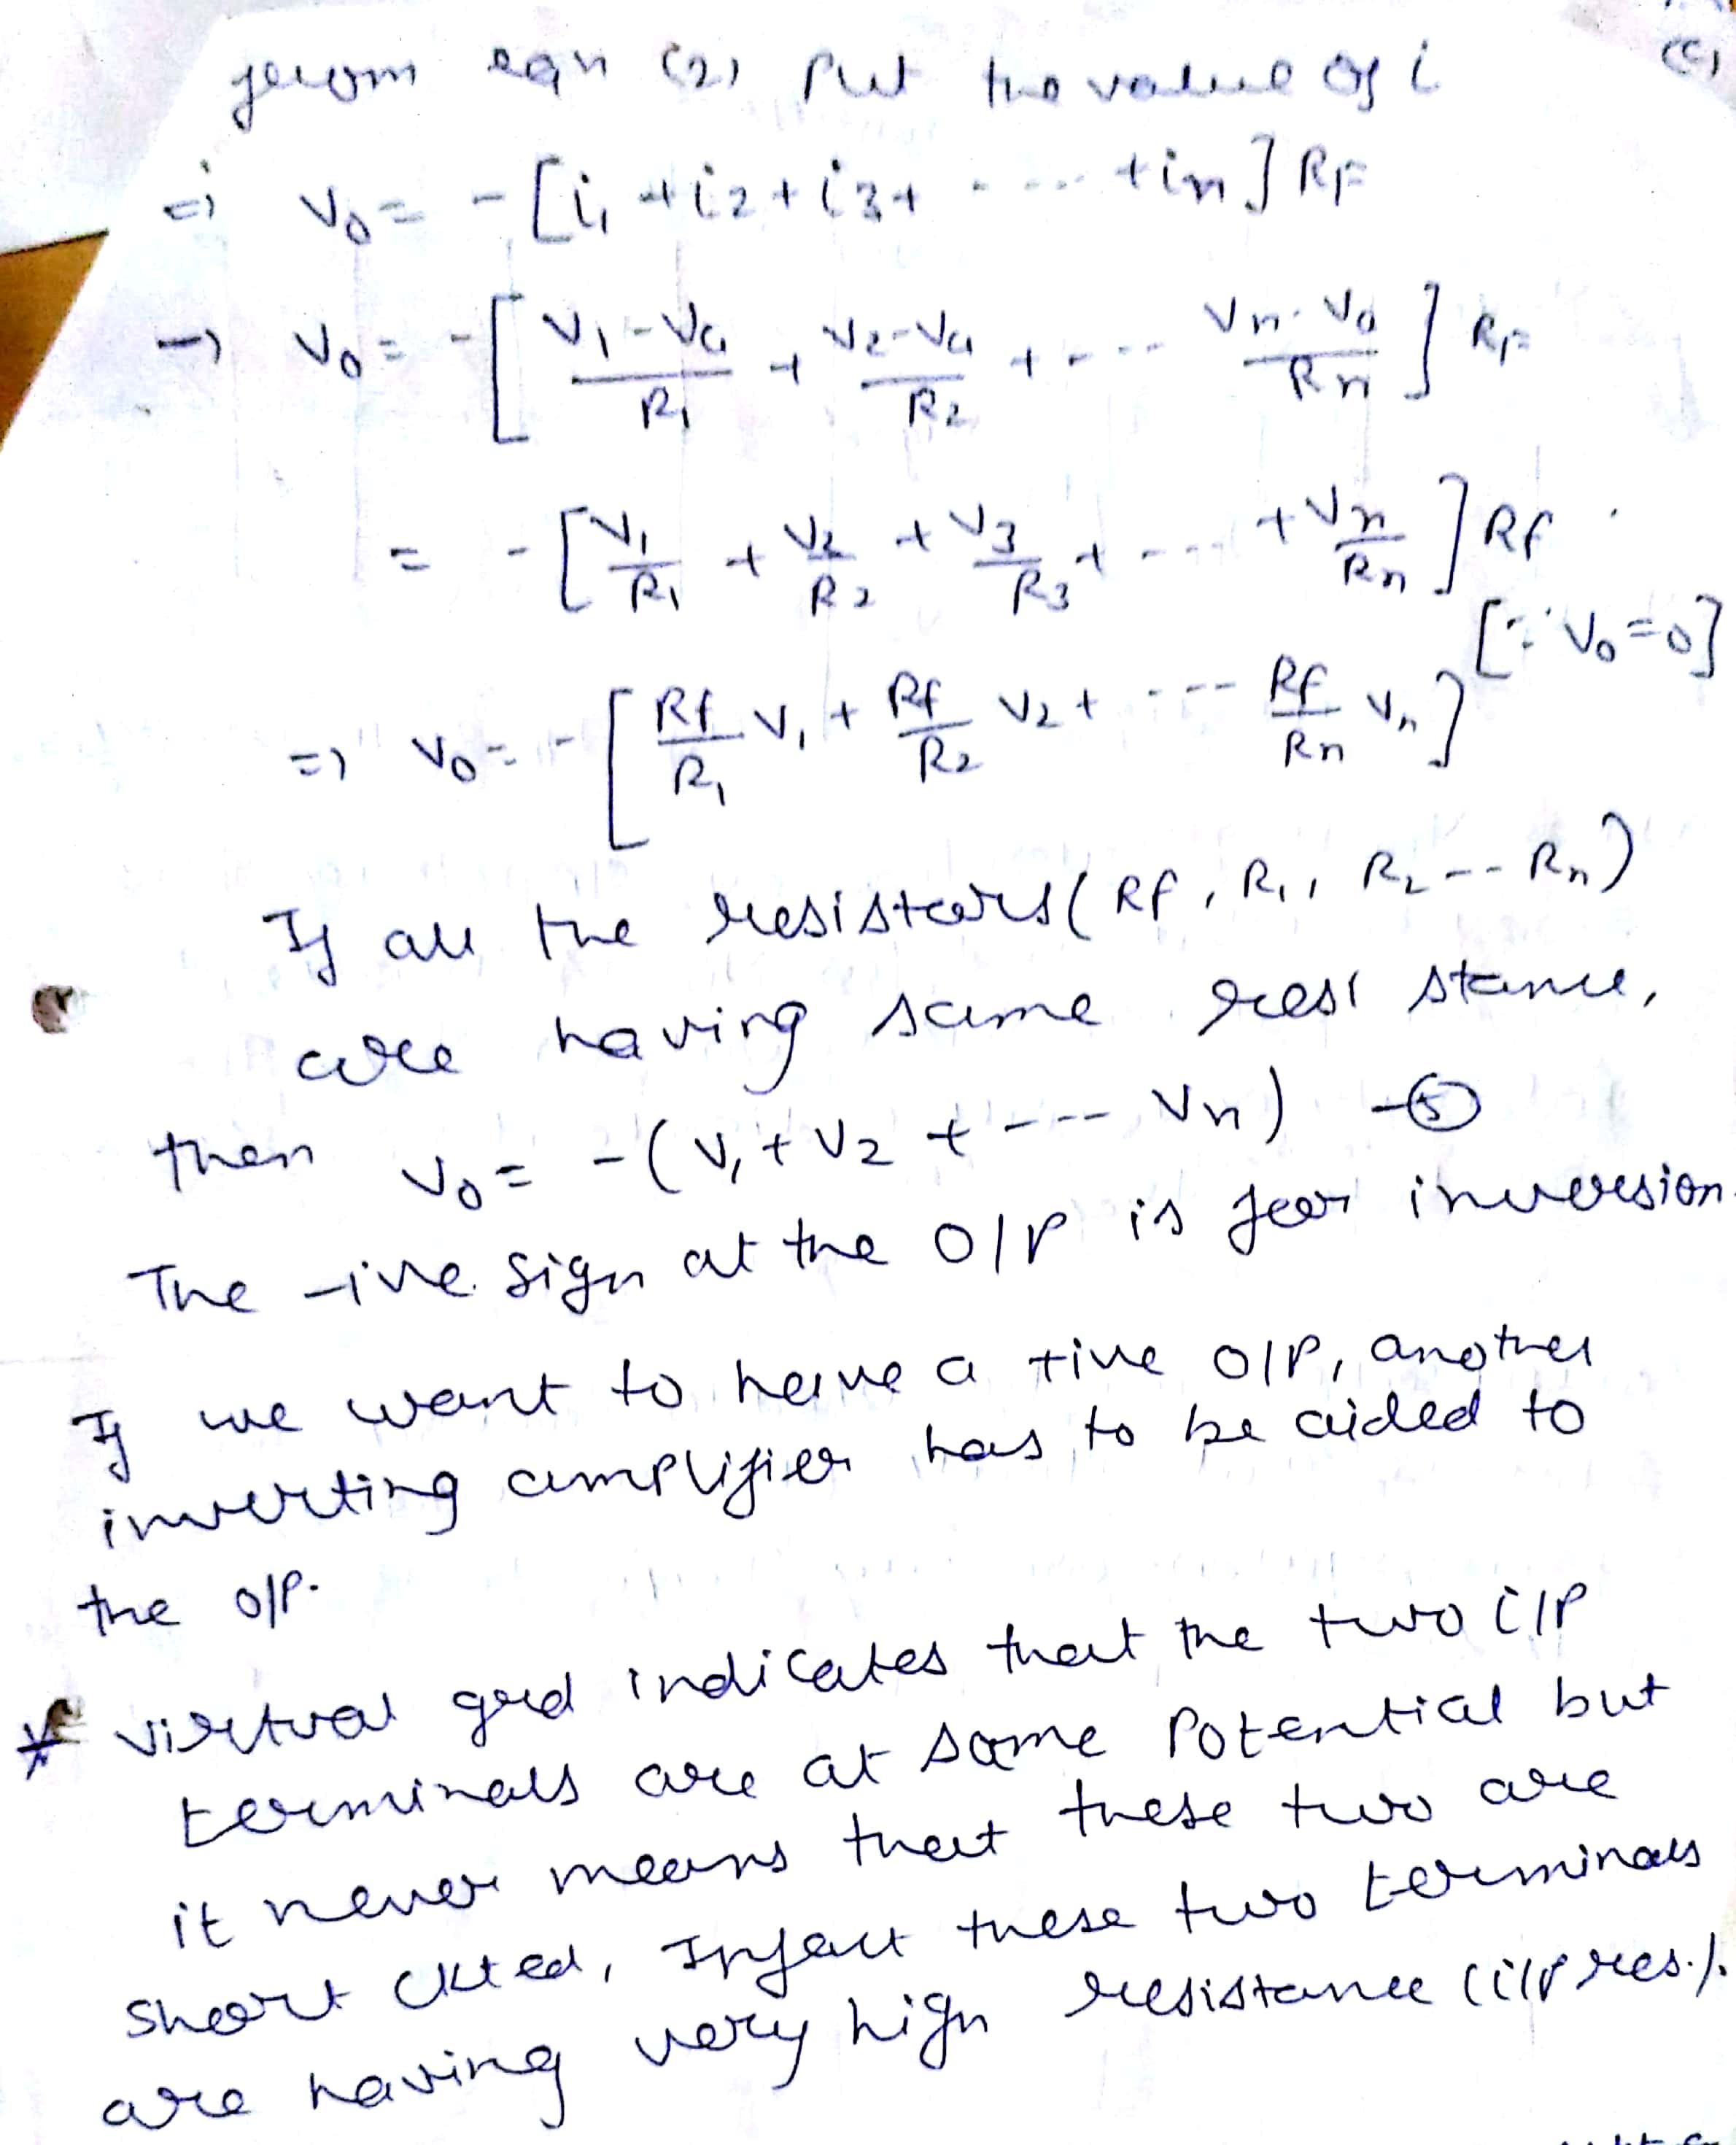 from eqn (2) Put the value of i
=> V0 = - [i1 + i2 + i3 + - - --- + in] RF
→ V0 = - [(V1 - Va)/R1 + (V2 - Va)/R2 + - - -- (Vn - Va)/Rn] RF
= - [V1/R1 + V2/R2 + V3/R3 + - --- + Vn/Rn] Rf
[∵ V0 = 0]
=> V0 = - [Rf/R1 V1 + Rf/R2 V2 + - --- Rf/Rn Vn]
If all the resistors (Rf, R1, R2 --- Rn)
are having same resistance,
then V0 = - (V1 + V2 + ---- Vn) - (5)
The -ive sign at the O/P is for inversion
If we want to have a +ive O/P, another
inverting amplifier has to be added to
the o/p.
* virtual grd indicates that the two i/P
terminals are at same Potential but
it never means that these two are
short ckted, Infact these two terminals
are having very high resistance (i/p res.).